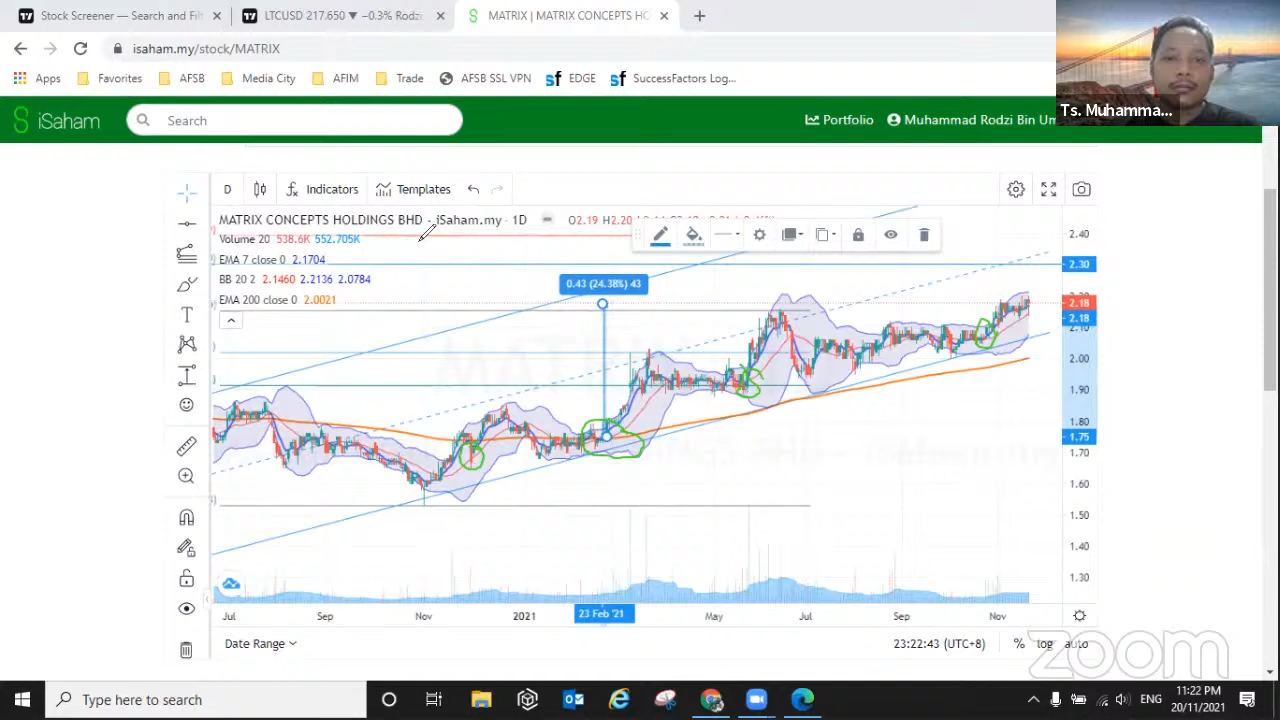 Stock Screener — Search and Filt
LTCUSD 217.650 ▼ −0.3% Rodz
MATRIX | MATRIX CONCEPTS HO
isaham.my/stock/MATRIX
Apps Favorites AFSB Media City AFIM Trade AFSB SSL VPN EDGE SuccessFactors Log...
iSaham Search Portfolio Muhammad Rodzi Bin Um
Ts. Muhamma...
D Indicators Templates
MATRIX CONCEPTS HOLDINGS BHD - iSaham.my · 1D O2.19 H2.20
Volume 20 538.6K 552.705K
EMA 7 close 0 2.1704
BB 20 2 2.1460 2.2136 2.0784
EMA 200 close 0 2.0021
0.43 (24.38%) 43
2.40
2.30
2.18
2.18
2.10
2.00
1.90
1.80
1.75
1.70
1.60
1.50
1.40
1.30
Jul Sep Nov 2021 23 Feb '21 May Jul Sep Nov
Date Range 23:22:43 (UTC+8) % log auto
zoom
Type here to search
ENG
11:22 PM
20/11/2021